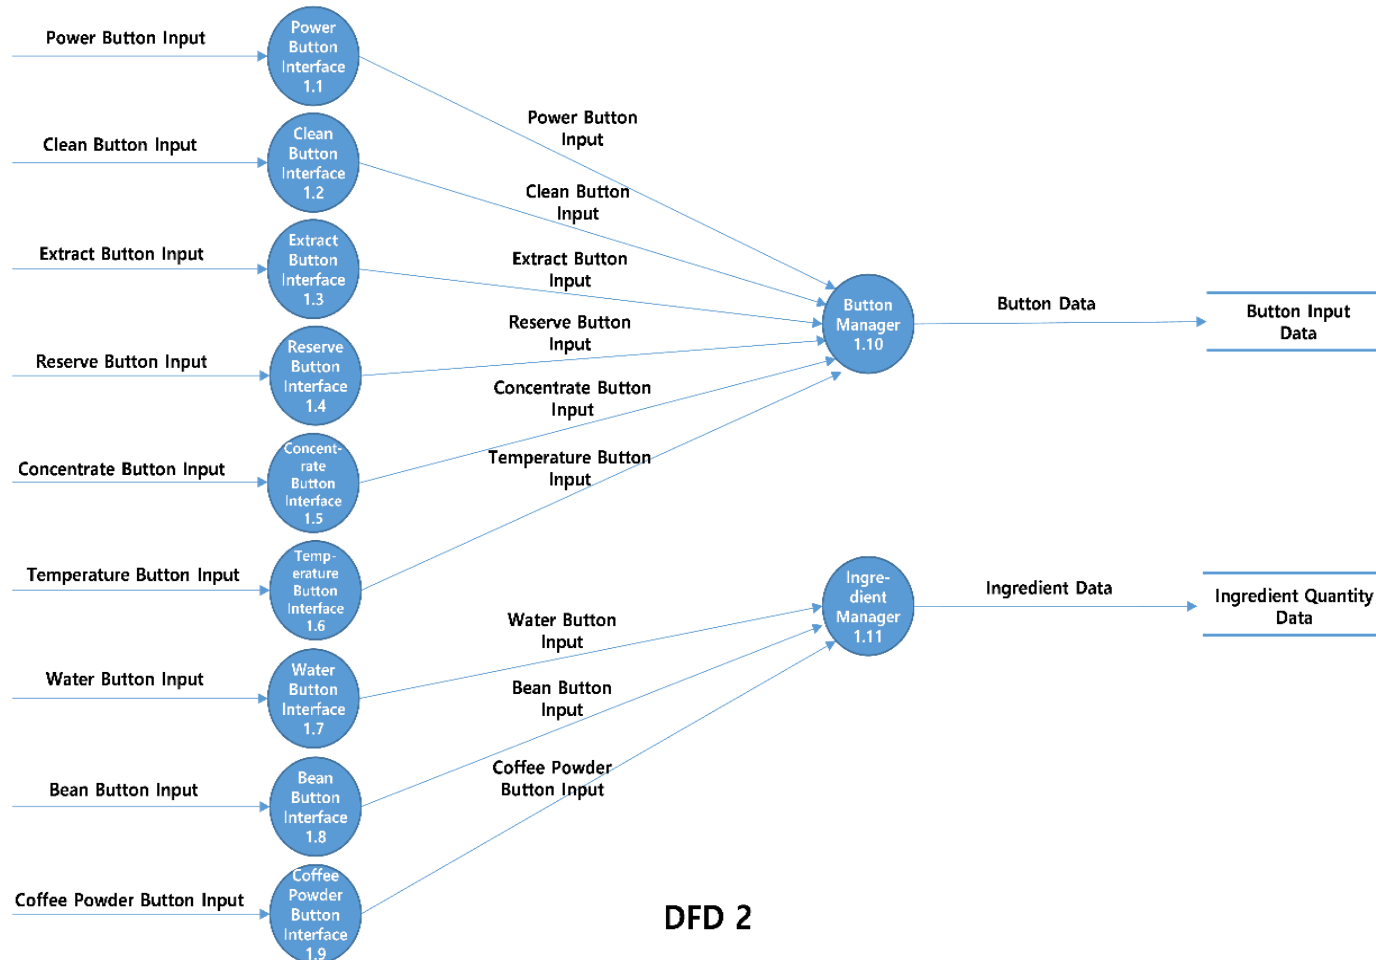 Power Button Input
Power
Button
Interface
1.1
Power Button
Input
Clean Button Input
Clean
Button
Interface
1.2
Clean Button
Input
Extract Button Input
Extract
Button
Interface
1.3
Extract Button
Input
Reserve Button Input
Reserve
Button
Interface
1.4
Reserve Button
Input
Concentrate Button Input
Concent-
rate
Button
Interface
1.5
Concentrate Button
Input
Temperature Button Input
Temp-
erature
Button
Interface
1.6
Temperature Button
Input
Button
Manager
1.10
Button Data
Button Input
Data
Water Button Input
Water
Button
Interface
1.7
Water Button
Input
Bean Button Input
Bean
Button
Interface
1.8
Bean Button
Input
Coffee Powder Button Input
Coffee
Powder
Button
Interface
1.9
Coffee Powder
Button Input
Ingre-
dient
Manager
1.11
Ingredient Data
Ingredient Quantity
Data
DFD 2